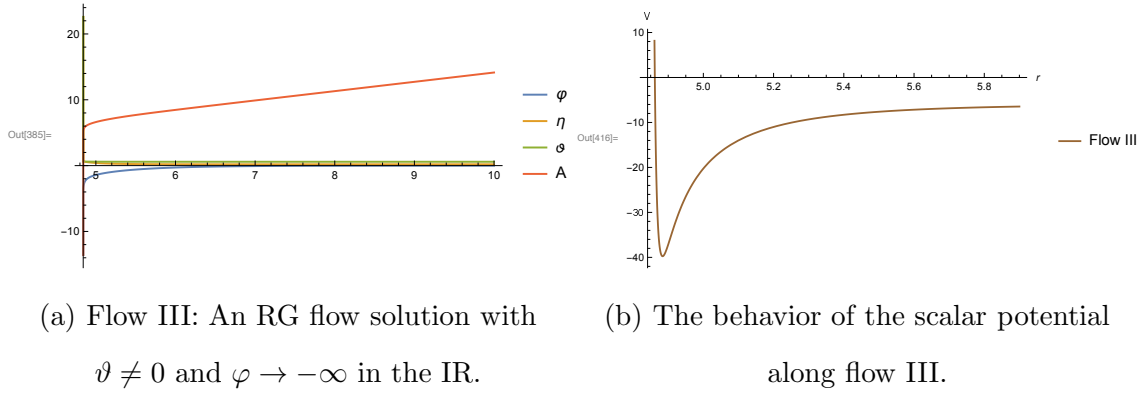 Out[385]=
20
10
-10
5
6
7
8
9
10
φ
η
ϑ
A
V
Out[416]=
10
-10
-20
-30
-40
5.0
5.2
5.4
5.6
5.8
r
Flow III
(a) Flow III: An RG flow solution with
ϑ ≠ 0 and φ → −∞ in the IR.
(b) The behavior of the scalar potential
along flow III.